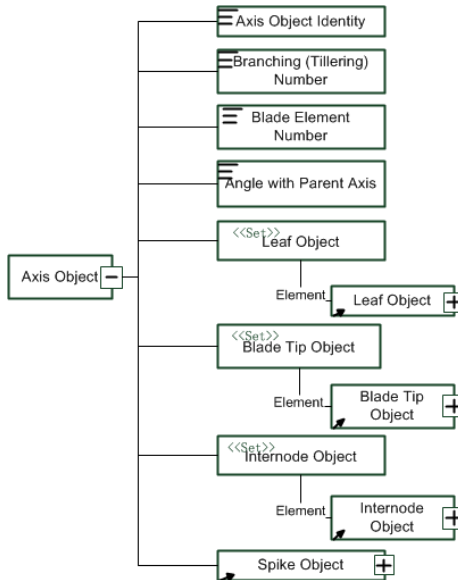 Axis Object Identity
Branching (Tillering)
Number
Blade Element
Number
Angle with Parent Axis
<<Set>>
Leaf Object
Axis Object
Element
Leaf Object
<<Set>>
Blade Tip Object
Element
Blade Tip
Object
<<Set>>
Internode Object
Element
Internode
Object
Spike Object